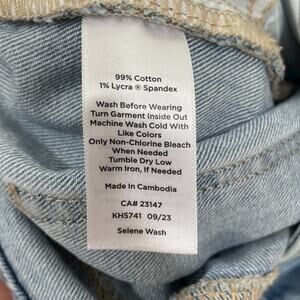 99% Cotton
1% Lycra ® Spandex
Wash Before Wearing
Turn Garment Inside Out
Machine Wash Cold With
Like Colors
Only Non-Chlorine Bleach
When Needed
Tumble Dry Low
Warm Iron, If Needed
Made in Cambodia
CA# 23147
KH5741 09/23
Selene Wash